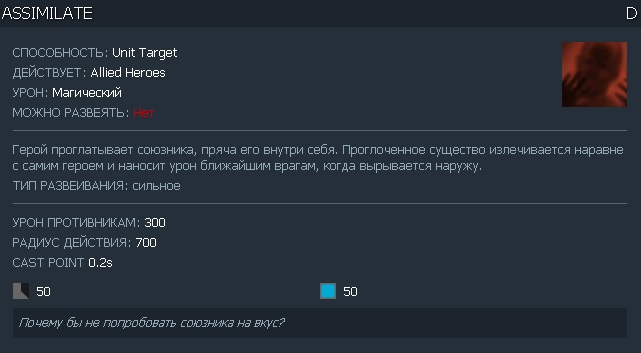 ASSIMILATE D
СПОСОБНОСТЬ: Unit Target
ДЕЙСТВУЕТ: Allied Heroes
УРОН: Магический
МОЖНО РАЗВЕЯТЬ: Нет
Герой проглатывает союзника, пряча его внутри себя. Проглоченное существо излечивается наравне
с самим героем и наносит урон ближайшим врагам, когда вырывается наружу.
ТИП РАЗВЕИВАНИЯ: сильное
УРОН ПРОТИВНИКАМ: 300
РАДИУС ДЕЙСТВИЯ: 700
CAST POINT 0.2s
50 50
Почему бы не попробовать союзника на вкус?